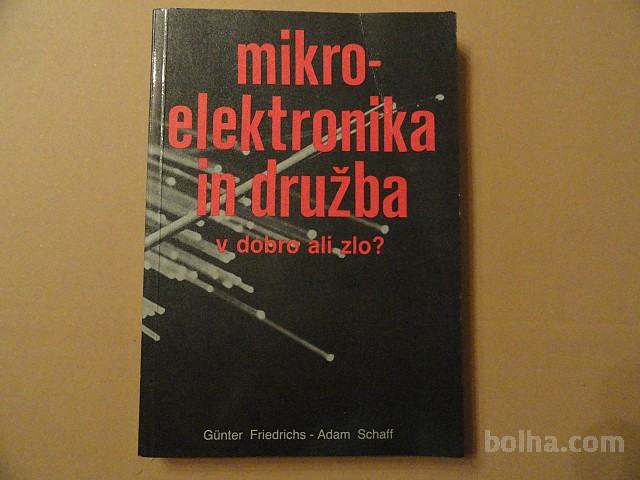 mikro-
elektronika
in družba
v dobro ali zlo?
Günter Friedrichs - Adam Schaff
bolha.com